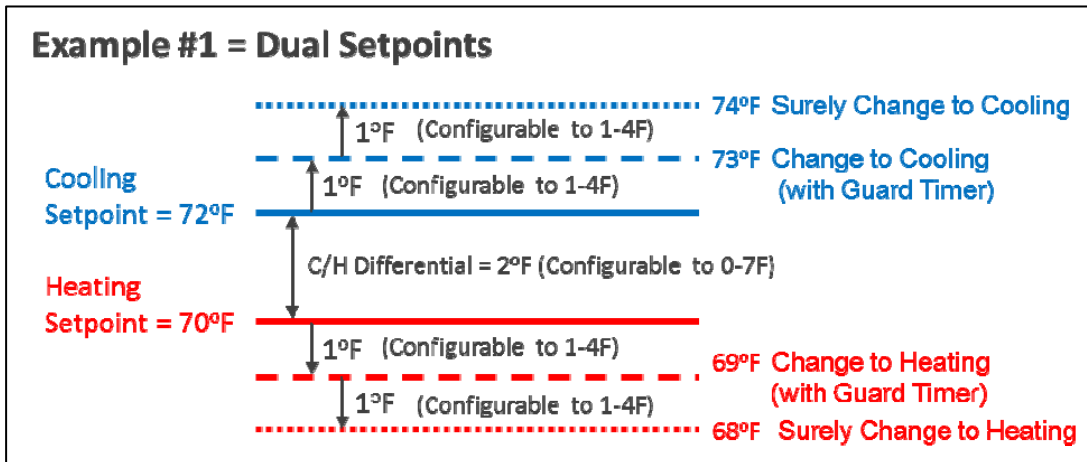 Example #1 = Dual Setpoints
74ºF Surely Change to Cooling
1ºF (Configurable to 1-4F)
73ºF Change to Cooling
(with Guard Timer)
Cooling
Setpoint = 72ºF
1ºF (Configurable to 1-4F)
C/H Differential = 2ºF (Configurable to 0-7F)
Heating
Setpoint = 70ºF
1ºF (Configurable to 1-4F)
69ºF Change to Heating
(with Guard Timer)
1ºF (Configurable to 1-4F)
68ºF Surely Change to Heating